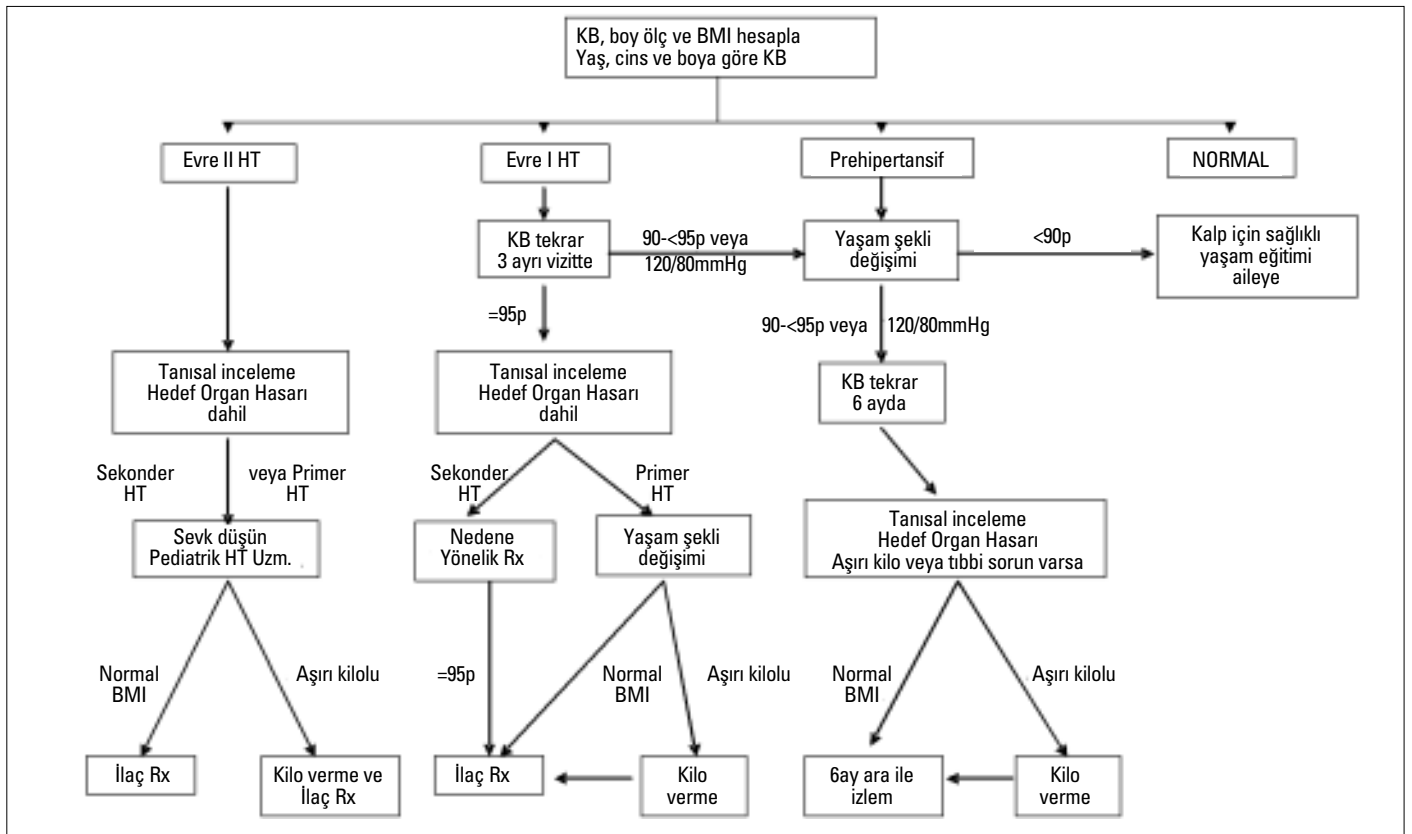 KB, boy ölç ve BMI hesapla
Yaş, cins ve boya göre KB
Evre II HT
Evre I HT
Prehipertansif
NORMAL
KB tekrar
3 ayrı vizitte
90-<95p veya
120/80mmHg
Yaşam şekli
değişimi
<90p
Kalp için sağlıklı
yaşam eğitimi
aileye
=95p
90-<95p veya
120/80mmHg
Tanısal inceleme
Hedef Organ Hasarı
dahil
Tanısal inceleme
Hedef Organ Hasarı
dahil
KB tekrar
6 ayda
Sekonder
HT
veya Primer
HT
Sekonder
HT
Primer
HT
Sevk düşün
Pediatrik HT Uzm.
Nedene
Yönelik Rx
Yaşam şekli
değişimi
Tanısal inceleme
Hedef Organ Hasarı
Aşırı kilo veya tıbbi sorun varsa
Normal
BMI
Aşırı kilolu
=95p
Normal
BMI
Aşırı kilolu
Normal
BMI
Aşırı kilolu
İlaç Rx
Kilo verme ve
İlaç Rx
İlaç Rx
Kilo
verme
6ay ara ile
izlem
Kilo
verme